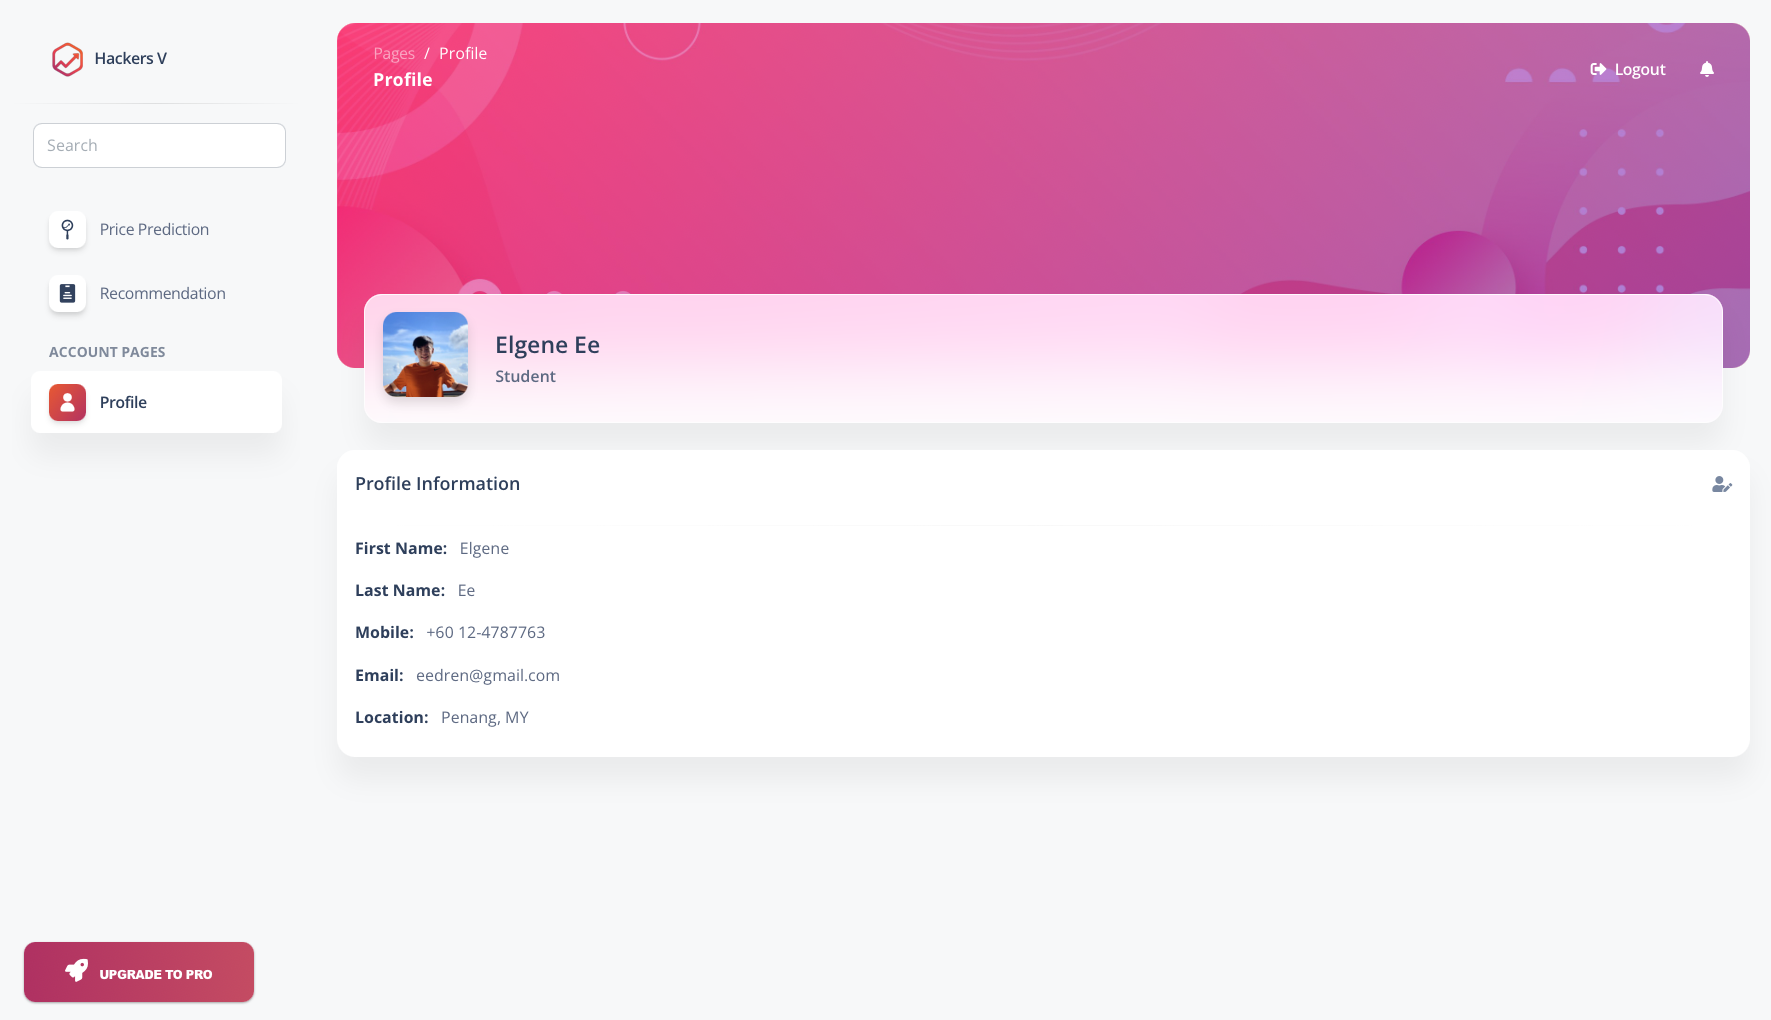 Hackers V
Search
Price Prediction
Recommendation
ACCOUNT PAGES
Profile
UPGRADE TO PRO
Pages / Profile
Profile
Logout
Elgene Ee
Student
Profile Information
First Name: Elgene
Last Name: Ee
Mobile: +60 12-4787763
Email: eedren@gmail.com
Location: Penang, MY